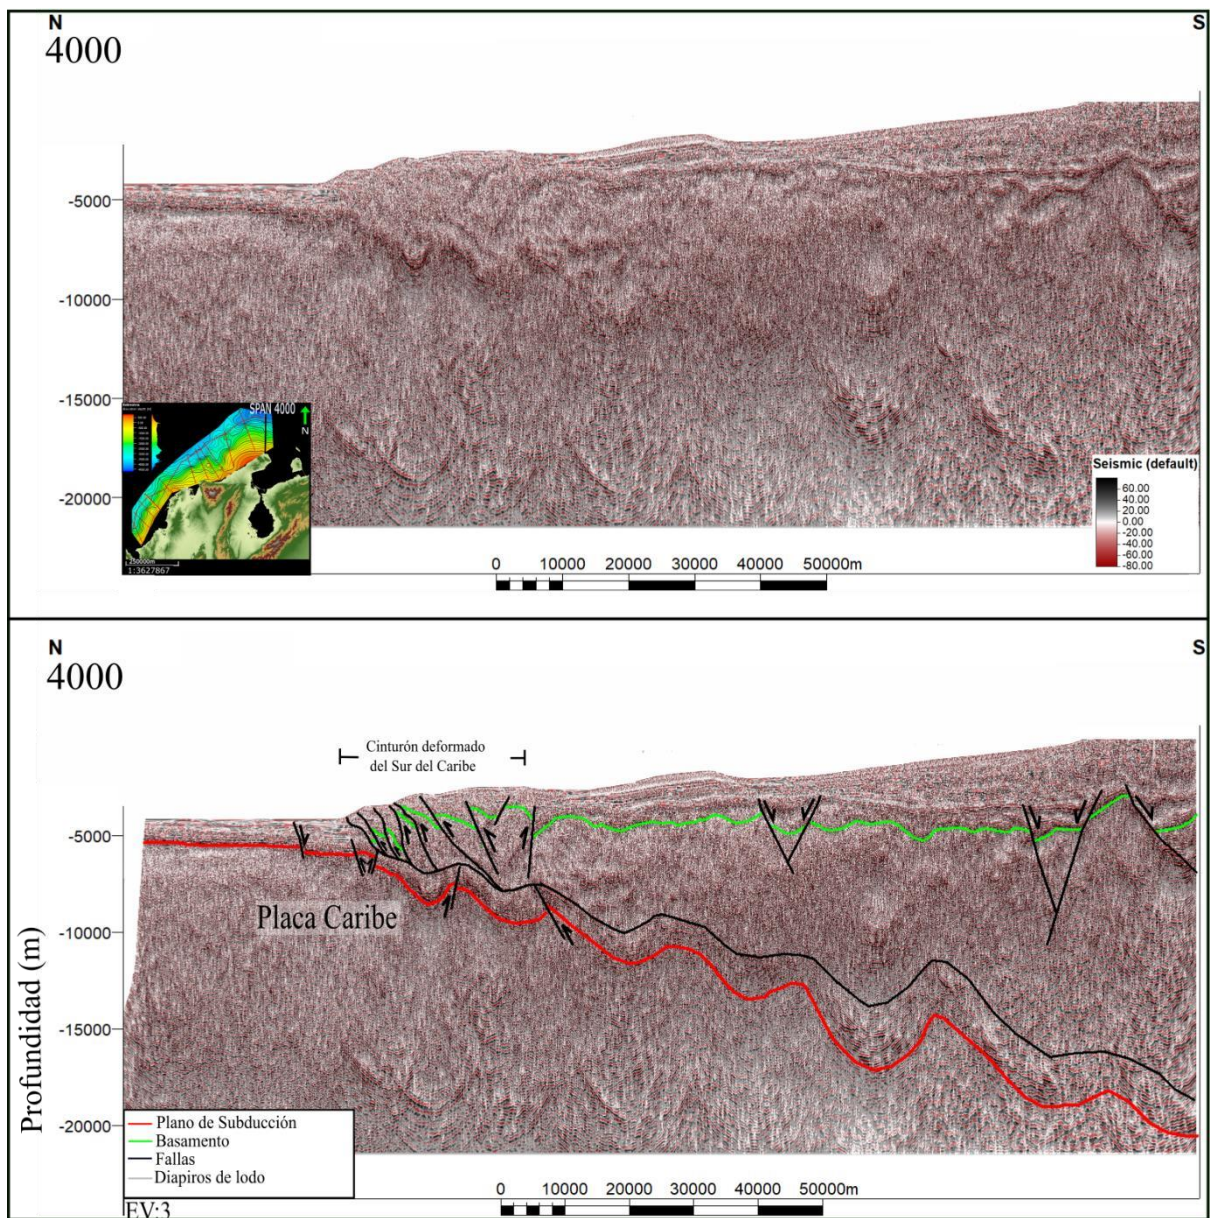 N
S
4000
-5000
-10000
-15000
-20000
SPAN 4000
N
250000m
1:3627867
Seismic (default)
60.00
40.00
20.00
0.00
-20.00
-40.00
-60.00
-80.00
0 10000 20000 30000 40000 50000m
N
S
4000
Cinturón deformado
del Sur del Caribe
-5000
Placa Caribe
-10000
-15000
-20000
Profundidad (m)
Plano de Subducción
Basamento
Fallas
Diapiros de lodo
EV:3
0 10000 20000 30000 40000 50000m